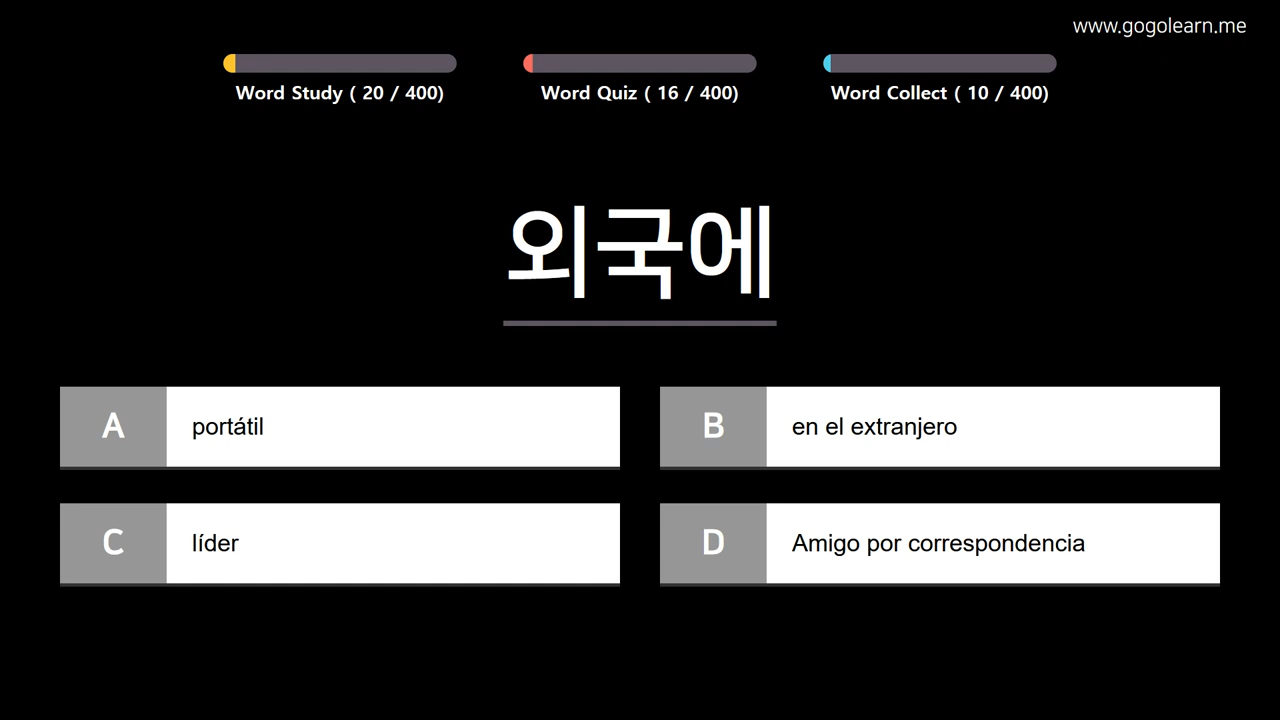 www.gogolearn.me
Word Study ( 20 / 400)
Word Quiz ( 16 / 400)
Word Collect ( 10 / 400)
외국에
A portátil
B en el extranjero
C líder
D Amigo por correspondencia